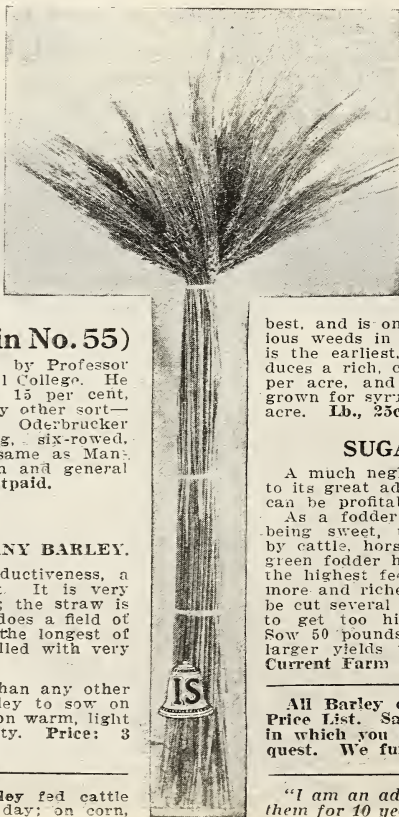 in No. 55)
by Professor
l College. He
15 per cent,
y other sort—
Oderbrucker
g, six-rowed,
same as Man-
n and general
tpaid.
NY BARLEY.
ductiveness, a
It is very
; the straw is
does a field of
the longest of
lled with very
han any other
ley to sow on
on warm, light
ty. Price: 3
ley fed cattle
day; on corn,
IS
best, and is on
ious weeds in
is the earliest,
duces a rich, c
per acre, and
grown for syr
acre. Lb., 25c
SUGA
A much negl
to its great ad
can be profitab
As a fodder
being sweet,
by cattle, hors
green fodder h
the highest fe
more and riche
be cut several
to get too hi
Sow 50 pounds
larger yields
Current Farm
All Barley
Price List. Sa
in which you
quest. We fu
"I am an ad
them for 10 ye